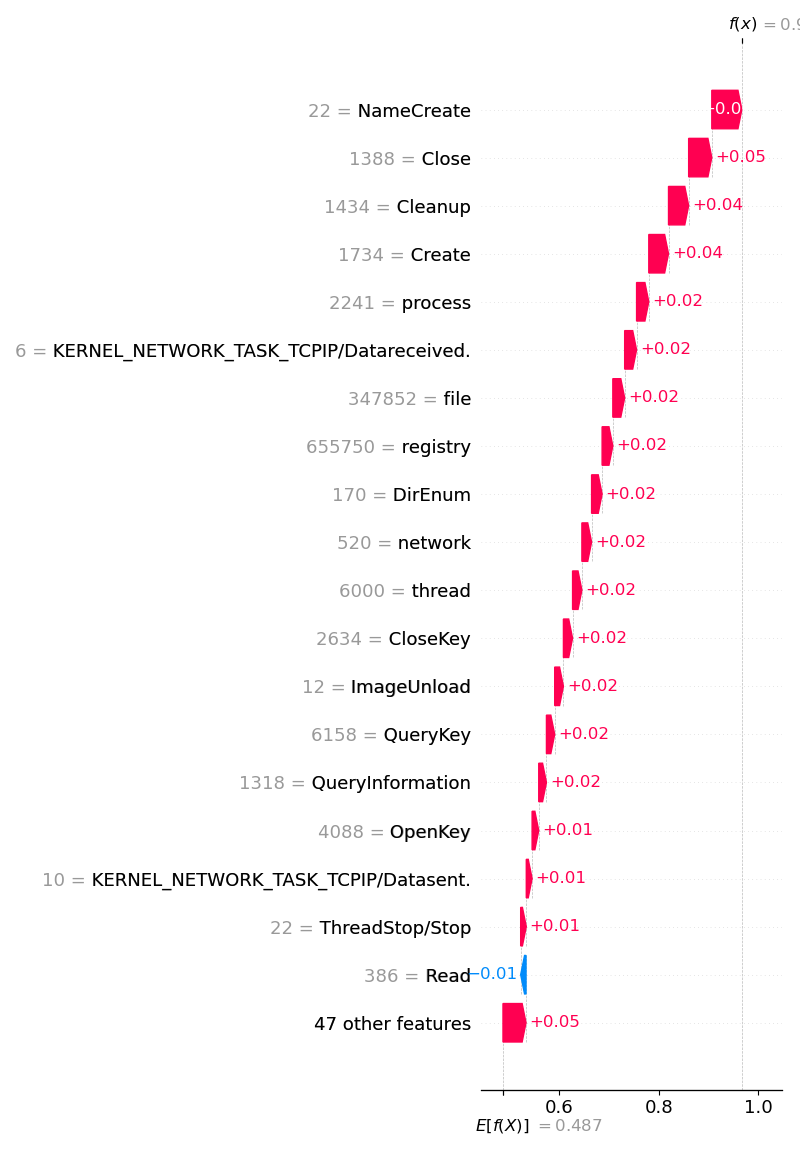 f(x) = 0.9
22 = NameCreate
+0.0
1388 = Close
+0.05
1434 = Cleanup
+0.04
1734 = Create
+0.04
2241 = process
+0.02
6 = KERNEL_NETWORK_TASK_TCPIP/Datareceived.
+0.02
347852 = file
+0.02
655750 = registry
+0.02
170 = DirEnum
+0.02
520 = network
+0.02
6000 = thread
+0.02
2634 = CloseKey
+0.02
12 = ImageUnload
+0.02
6158 = QueryKey
+0.02
1318 = QueryInformation
+0.02
4088 = OpenKey
+0.01
10 = KERNEL_NETWORK_TASK_TCPIP/Datasent.
+0.01
22 = ThreadStop/Stop
+0.01
386 = Read
−0.01
47 other features
+0.05
0.6 0.8 1.0
E[f(X)] = 0.487